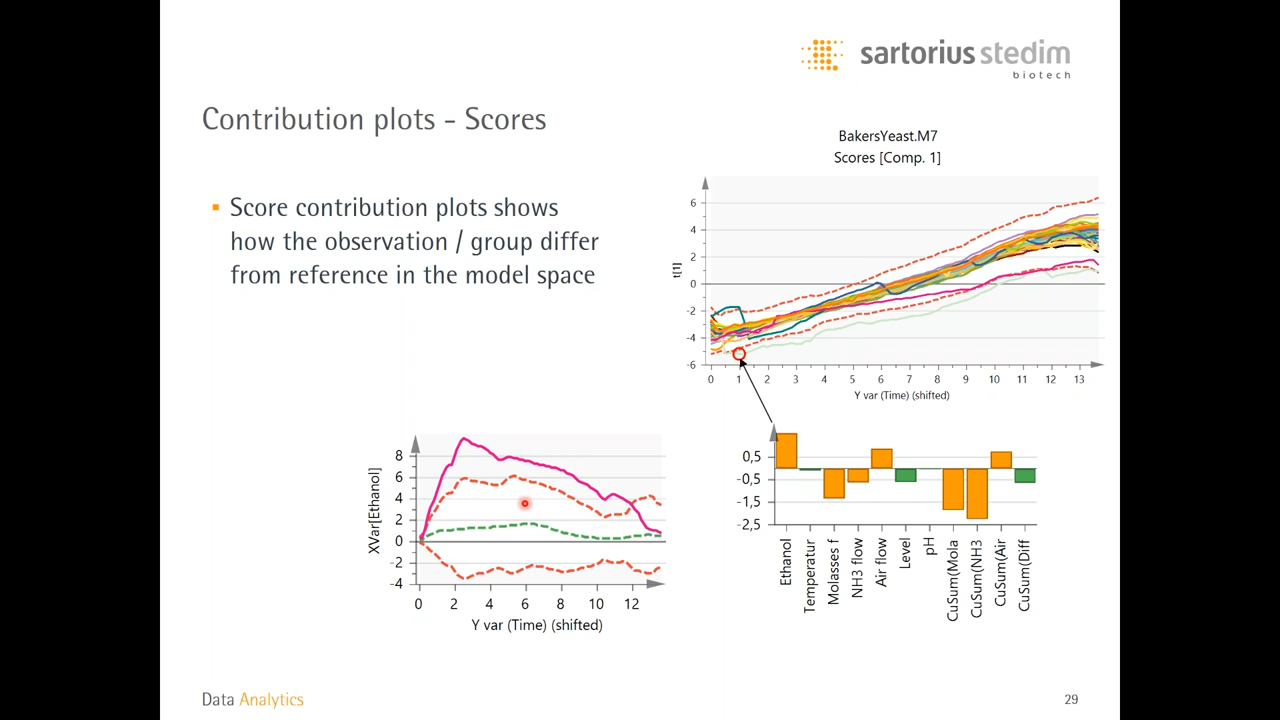 sartorius stedim
biotech
Contribution plots - Scores
▪ Score contribution plots shows
how the observation / group differ
from reference in the model space
BakersYeast.M7
Scores [Comp. 1]
t[1]
6
4
2
0
-2
-4
-6
0 1 2 3 4 5 6 7 8 9 10 11 12 13
Y var (Time) (shifted)
XVar[Ethanol]
8
6
4
2
0
-2
-4
0 2 4 6 8 10 12
Y var (Time) (shifted)
0,5
-0,5
-1,5
-2,5
Ethanol
Temperatur
Molasses f
NH3 flow
Air flow
Level
pH
CuSum(Mola
CuSum(NH3
CuSum(Air
CuSum(Diff
Data Analytics
29